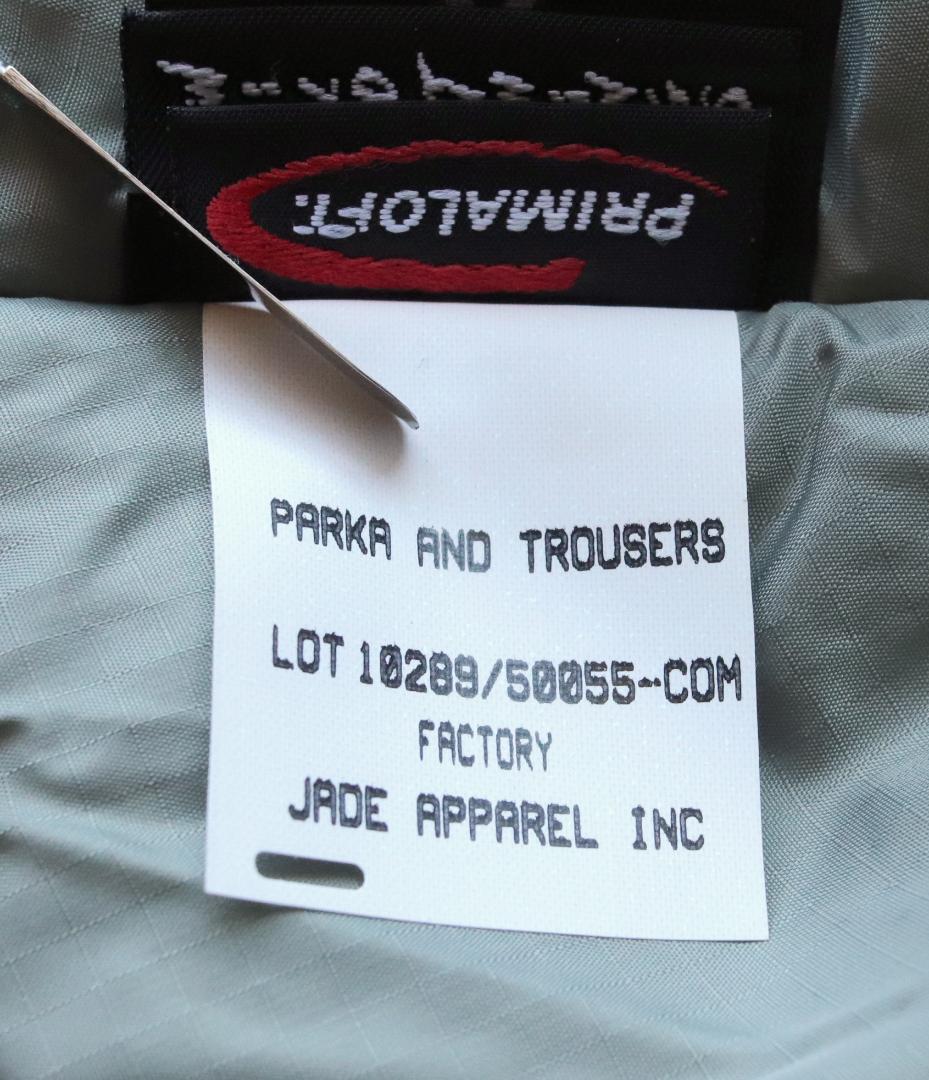 PRIMALOFT.
PARKA AND TROUSERS
LOT 10289/50055-COM
FACTORY
JADE APPAREL INC